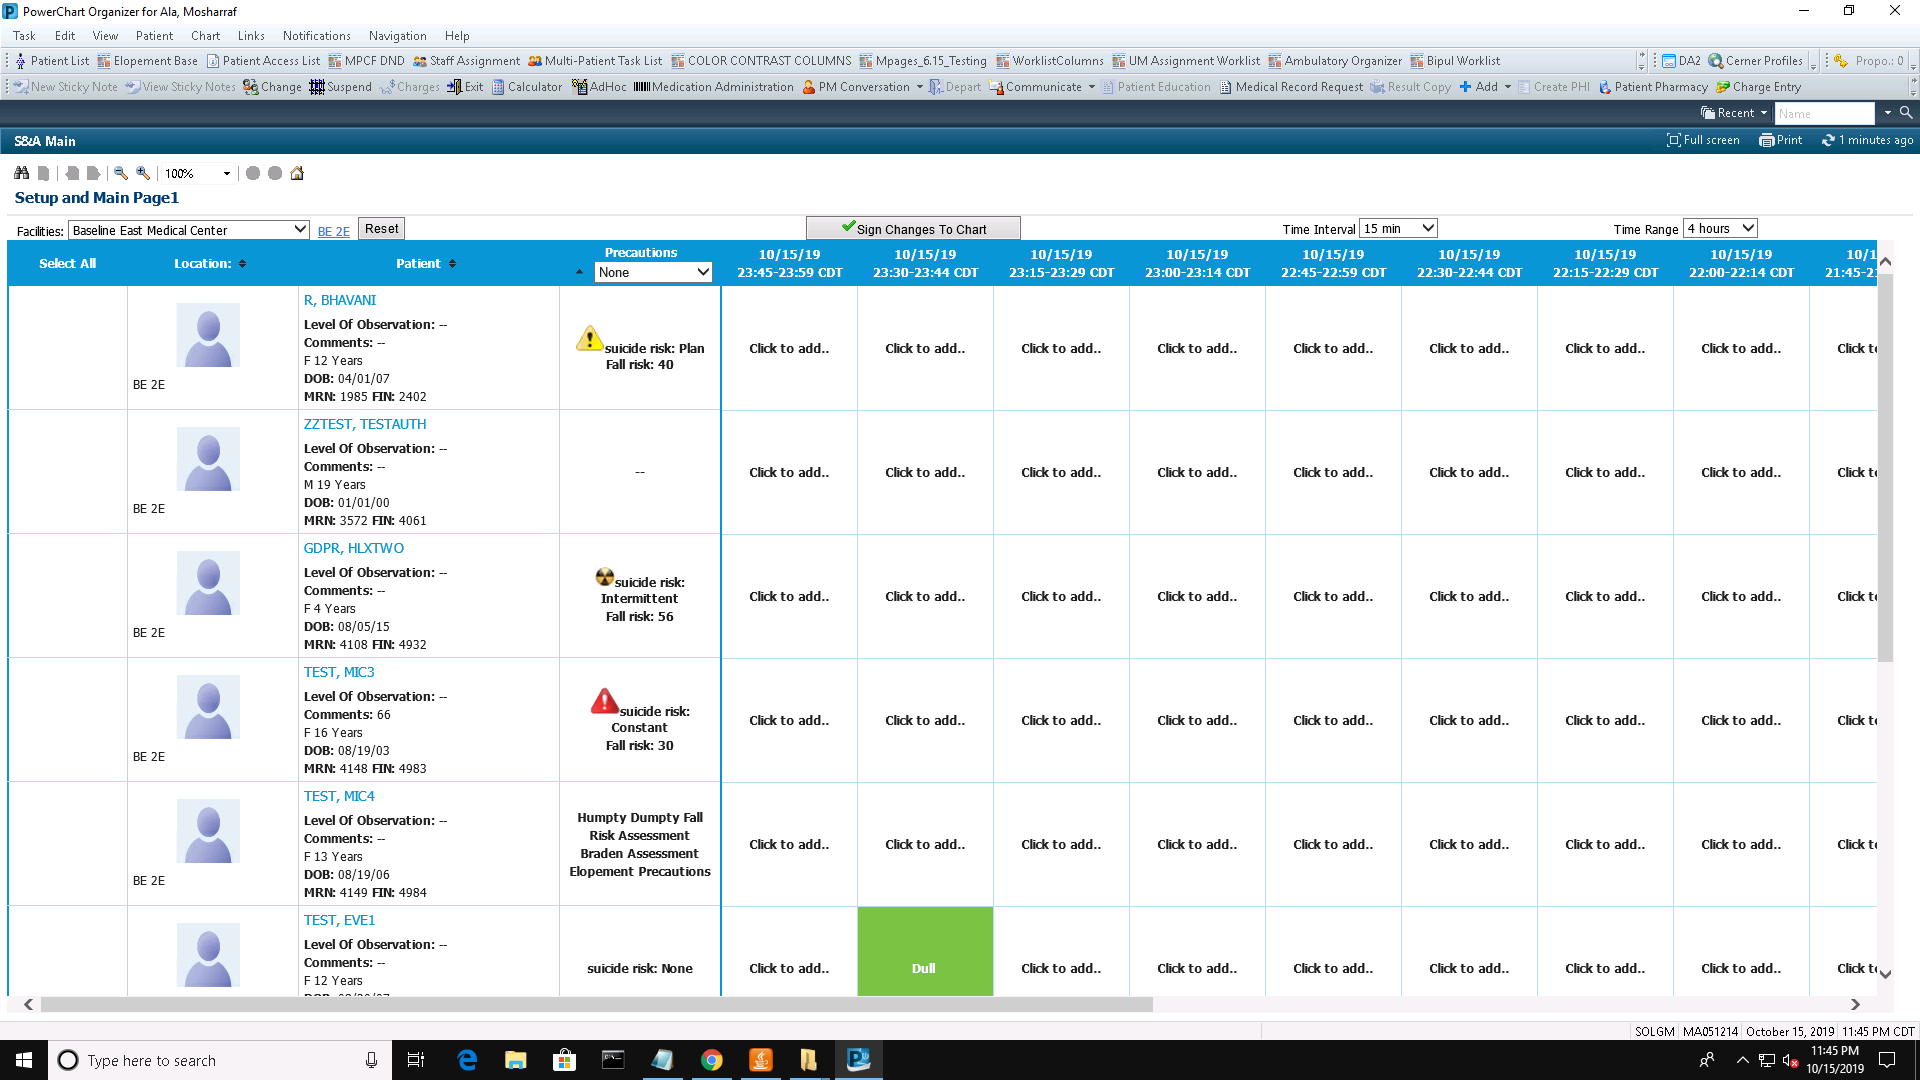 PowerChart Organizer for Ala, Mosharraf
Task Edit View Patient Chart Links Notifications Navigation Help
Patient List Elopement Base Patient Access List MPCF DND Staff Assignment Multi-Patient Task List COLOR CONTRAST COLUMNS Mpages_6.15_Testing WorklistColumns UM Assignment Worklist Ambulatory Organizer Bipul Worklist DA2 Cerner Profiles Propo.: 0
New Sticky Note View Sticky Notes Change Suspend Charges Exit Calculator AdHoc Medication Administration PM Conversation Depart Communicate Patient Education Medical Record Request Result Copy Add Create PHI Patient Pharmacy Charge Entry
Recent Name
S&A Main Full screen Print 1 minutes ago
100%
Setup and Main Page1
Facilities: Baseline East Medical Center BE 2E Reset Sign Changes To Chart Time Interval 15 min Time Range 4 hours
Select All Location: Patient Precautions None
10/15/19 10/15/19 10/15/19 10/15/19 10/15/19 10/15/19 10/15/19 10/15/19 10/1
23:45-23:59 CDT 23:30-23:44 CDT 23:15-23:29 CDT 23:00-23:14 CDT 22:45-22:59 CDT 22:30-22:44 CDT 22:15-22:29 CDT 22:00-22:14 CDT 21:45-2
R, BHAVANI
Level Of Observation: --
Comments: --
F 12 Years
DOB: 04/01/07
MRN: 1985 FIN: 2402
BE 2E
suicide risk: Plan
Fall risk: 40
Click to add.. Click to add.. Click to add.. Click to add.. Click to add.. Click to add.. Click to add.. Click to add.. Click t
ZZTEST, TESTAUTH
Level Of Observation: --
Comments: --
M 19 Years
DOB: 01/01/00
MRN: 3572 FIN: 4061
BE 2E
--
Click to add.. Click to add.. Click to add.. Click to add.. Click to add.. Click to add.. Click to add.. Click to add.. Click t
GDPR, HLXTWO
Level Of Observation: --
Comments: --
F 4 Years
DOB: 08/05/15
MRN: 4108 FIN: 4932
BE 2E
suicide risk:
Intermittent
Fall risk: 56
Click to add.. Click to add.. Click to add.. Click to add.. Click to add.. Click to add.. Click to add.. Click to add.. Click t
TEST, MIC3
Level Of Observation: --
Comments: 66
F 16 Years
DOB: 08/19/03
MRN: 4148 FIN: 4983
BE 2E
suicide risk:
Constant
Fall risk: 30
Click to add.. Click to add.. Click to add.. Click to add.. Click to add.. Click to add.. Click to add.. Click to add.. Click t
TEST, MIC4
Level Of Observation: --
Comments: --
F 13 Years
DOB: 08/19/06
MRN: 4149 FIN: 4984
BE 2E
Humpty Dumpty Fall
Risk Assessment
Braden Assessment
Elopement Precautions
Click to add.. Click to add.. Click to add.. Click to add.. Click to add.. Click to add.. Click to add.. Click to add.. Click t
TEST, EVE1
Level Of Observation: --
Comments: --
F 12 Years
suicide risk: None
Click to add.. Dull Click to add.. Click to add.. Click to add.. Click to add.. Click to add.. Click to add.. Click t
SOLGM MA051214 October 15, 2019 11:45 PM CDT
Type here to search
11:45 PM
10/15/2019